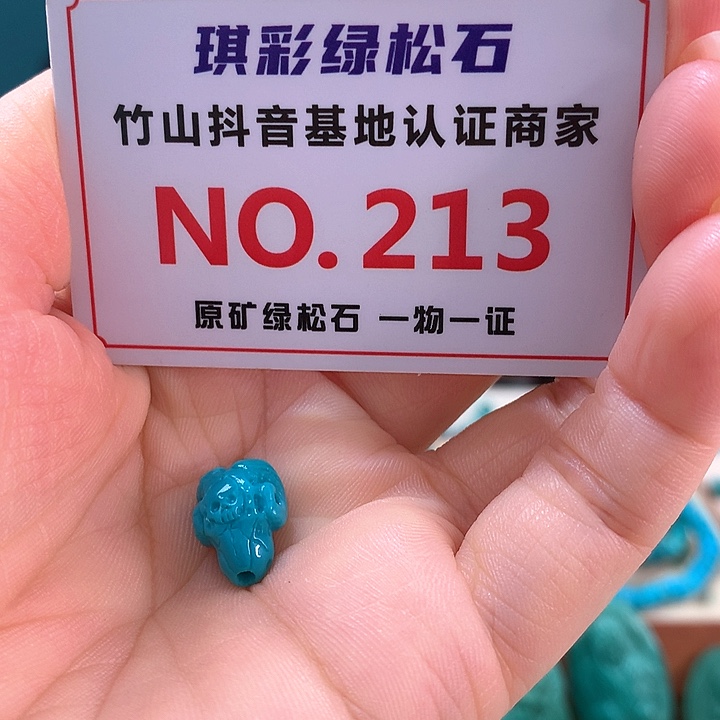 琪彩绿松石
竹山抖音基地认证商家
NO.213
原矿绿松石 一物一证